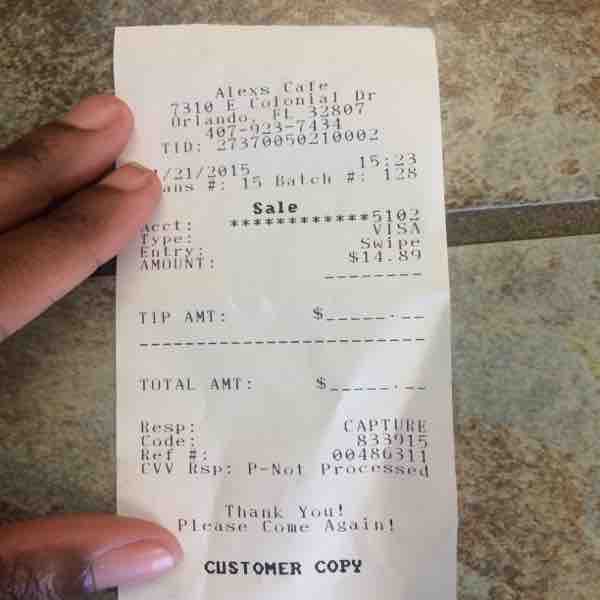 Alexs Cafe
7310 E Colonial Dr
Orlando, FL 32807
407-923-7434
TID: 27370050210002
/21/2015 15:23
ans #: 15 Batch #: 128
Sale
Acct: ************5102
Type: VISA
Entry: Swipe
AMOUNT: $14.89
--------
TIP AMT: $_____.__
-----------------------
TOTAL AMT: $_____.__
Resp: CAPTURE
Code: 833915
Ref #: 00486311
CVV Rsp: P-Not Processed
Thank You!
Please Come Again!
CUSTOMER COPY